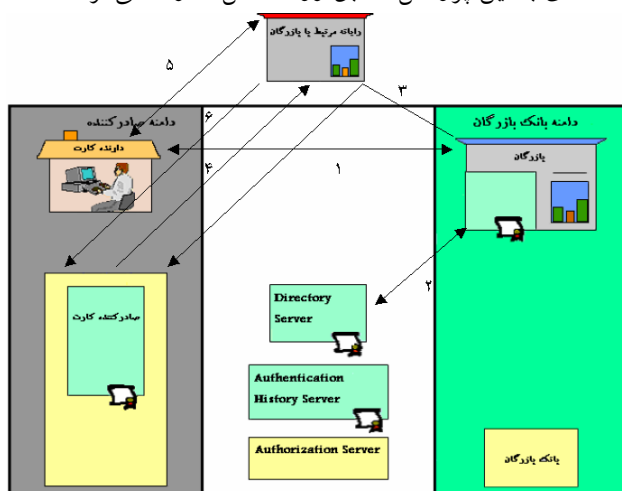 رایانه مرتبط با بازرگان
۵
۳
دامنه صادرکننده
دامنه بانک بازرگان
۶
دارنده کارت
بازرگان
۴
۱
۲
Directory
Server
صادرکننده کارت
Authentication
History Server
Authorization Server
بانک بازرگان